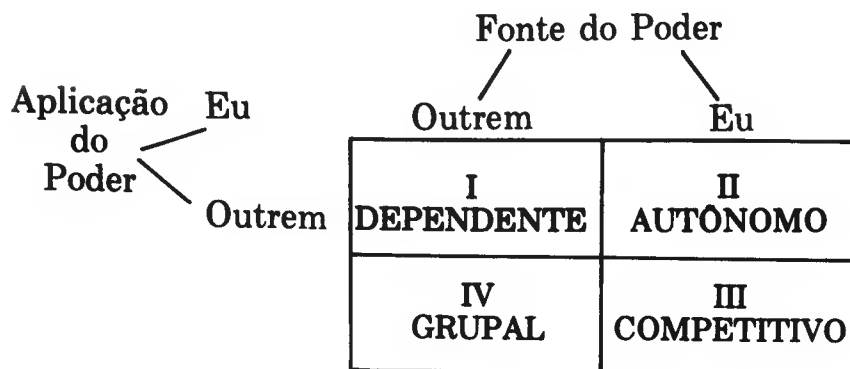 Fonte do Poder
Aplicação
do
Poder
Eu
Outrem
Outrem
Eu
I
DEPENDENTE
II
AUTÔNOMO
IV
GRUPAL
III
COMPETITIVO